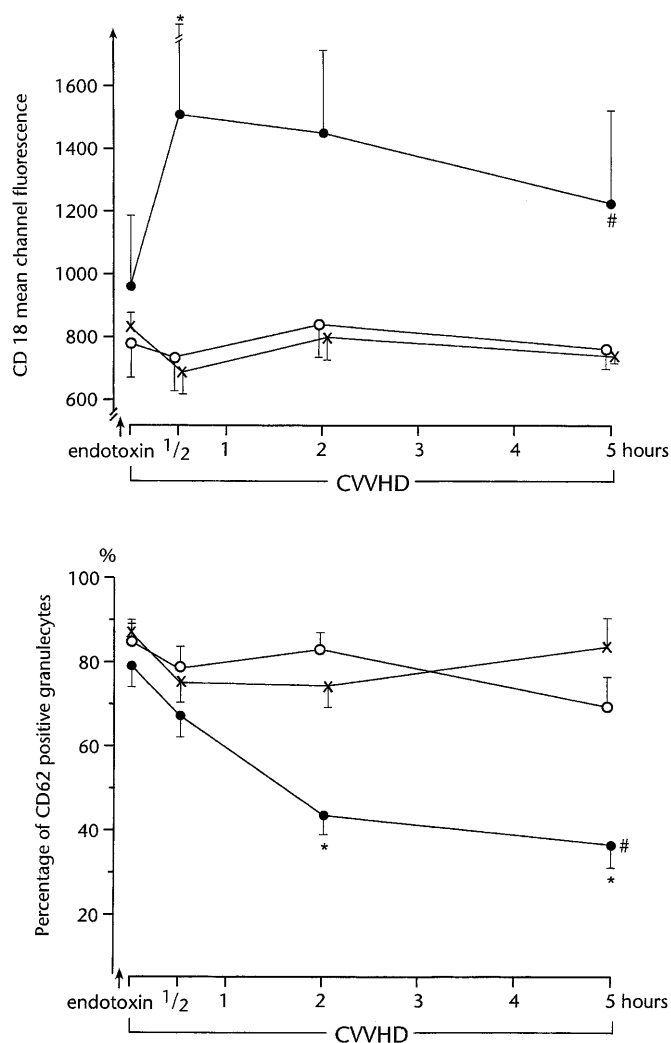 *
1600
1400
1200
1000
800
600
CD 18 mean channel fluorescence
#
endotoxin 1/2 1 2 3 4 5 hours
CVVHD
%
100
80
60
40
20
Percentage of CD62 positive granulecytes
*
#
*
endotoxin 1/2 1 2 3 4 5 hours
CVVHD